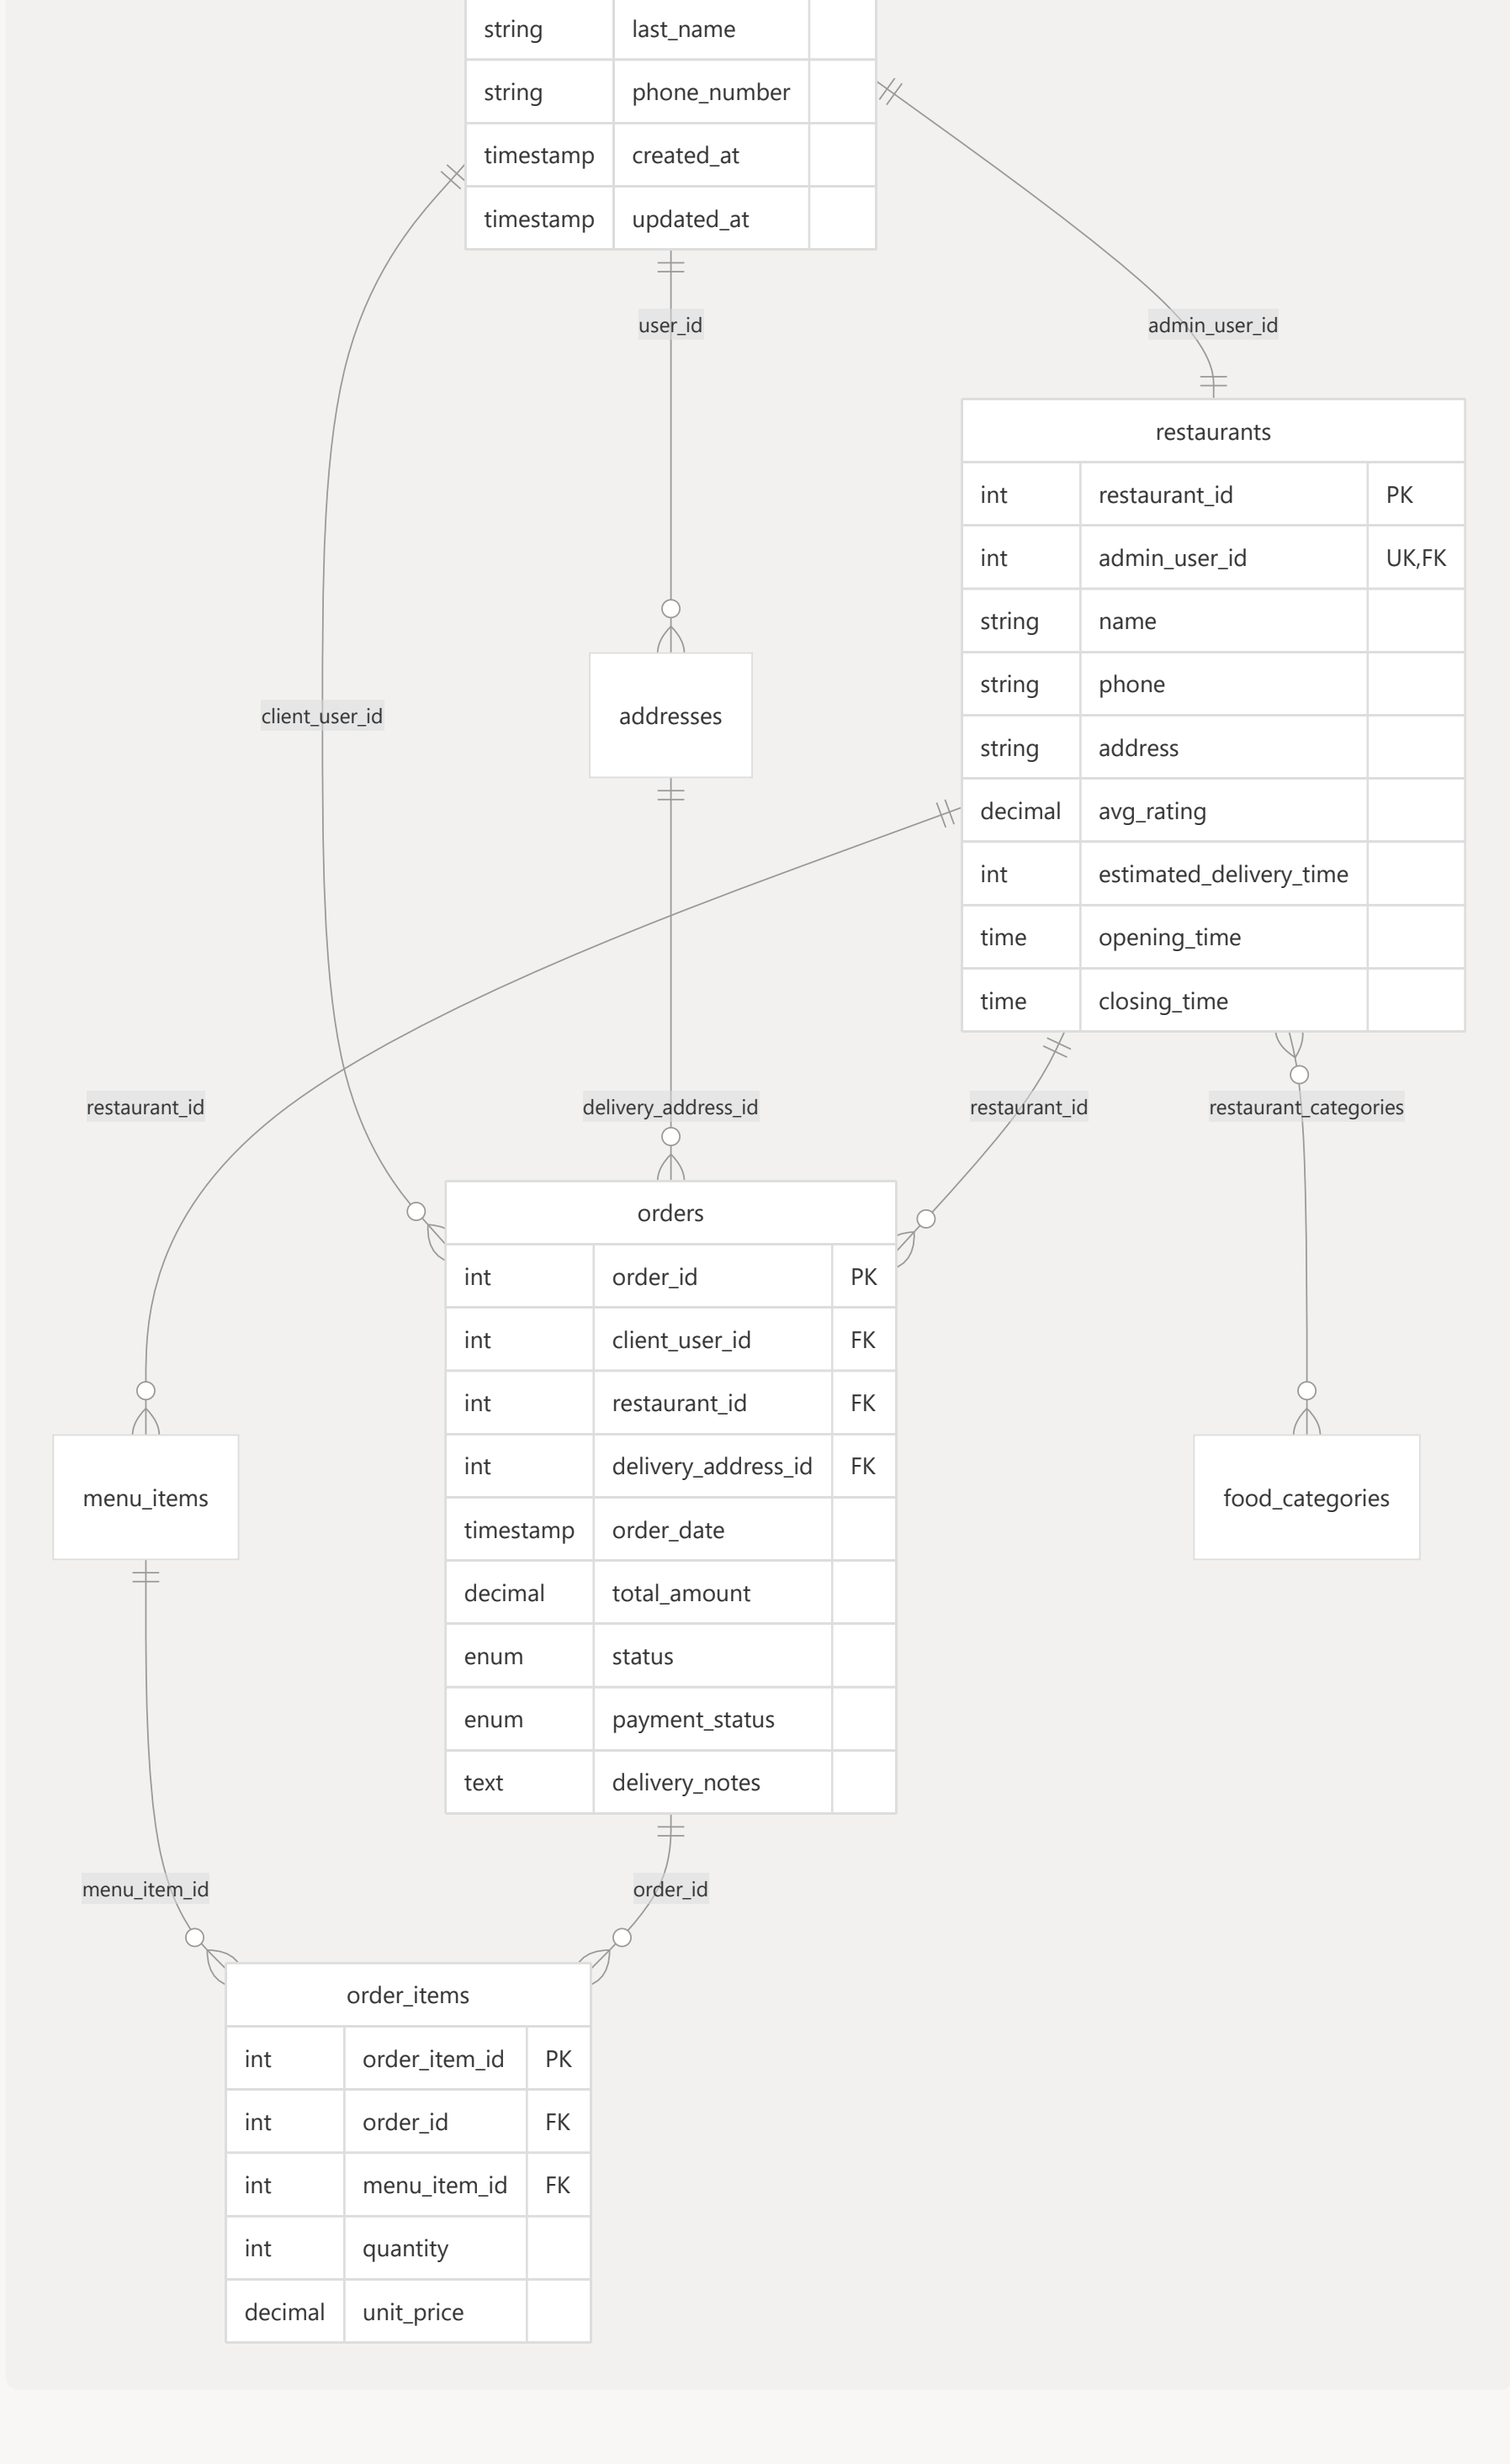 string last_name
string phone_number
timestamp created_at
timestamp updated_at
user_id
admin_user_id
restaurants
int restaurant_id PK
int admin_user_id UK,FK
string name
string phone
string address
decimal avg_rating
int estimated_delivery_time
time opening_time
time closing_time
client_user_id
addresses
restaurant_id
delivery_address_id
restaurant_id
restaurant_categories
orders
int order_id PK
int client_user_id FK
int restaurant_id FK
int delivery_address_id FK
timestamp order_date
decimal total_amount
enum status
enum payment_status
text delivery_notes
menu_items
food_categories
menu_item_id
order_id
order_items
int order_item_id PK
int order_id FK
int menu_item_id FK
int quantity
decimal unit_price